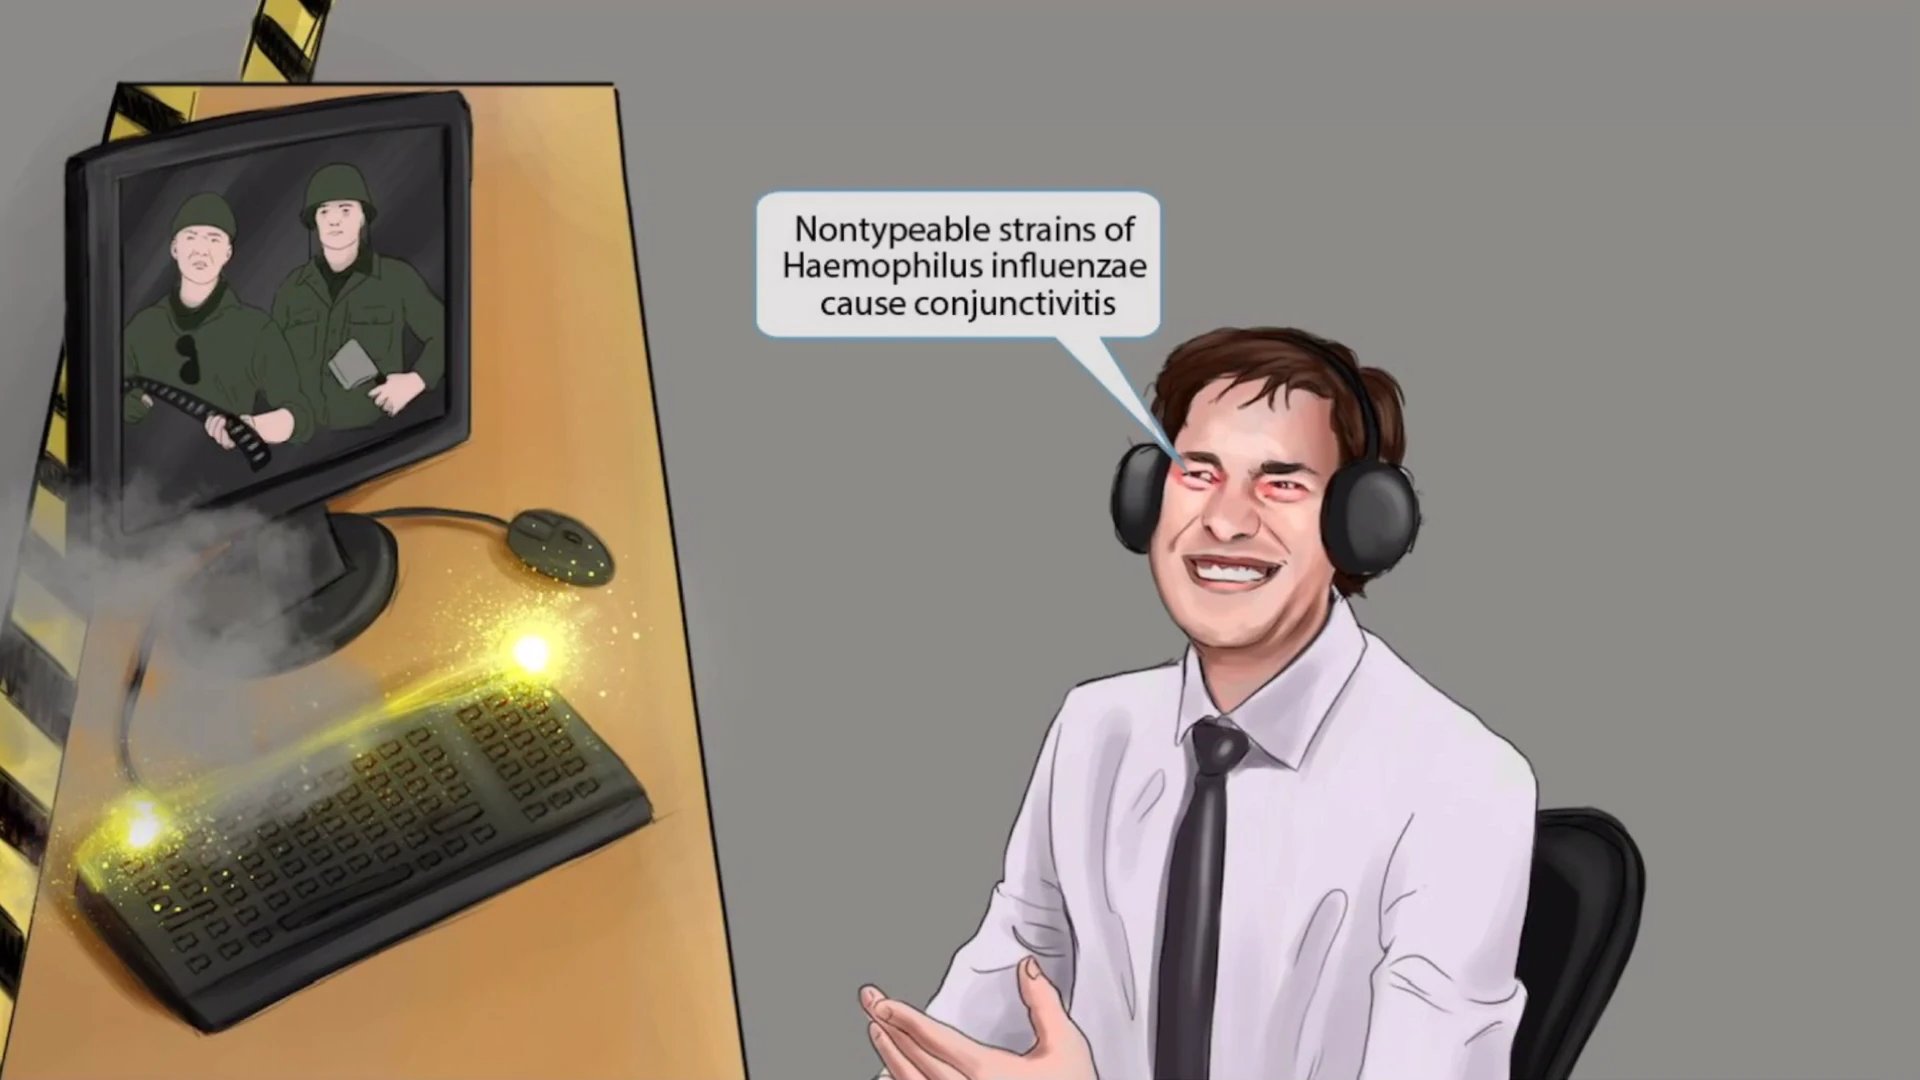 Nontypeable strains of
Haemophilus influenzae
cause conjunctivitis